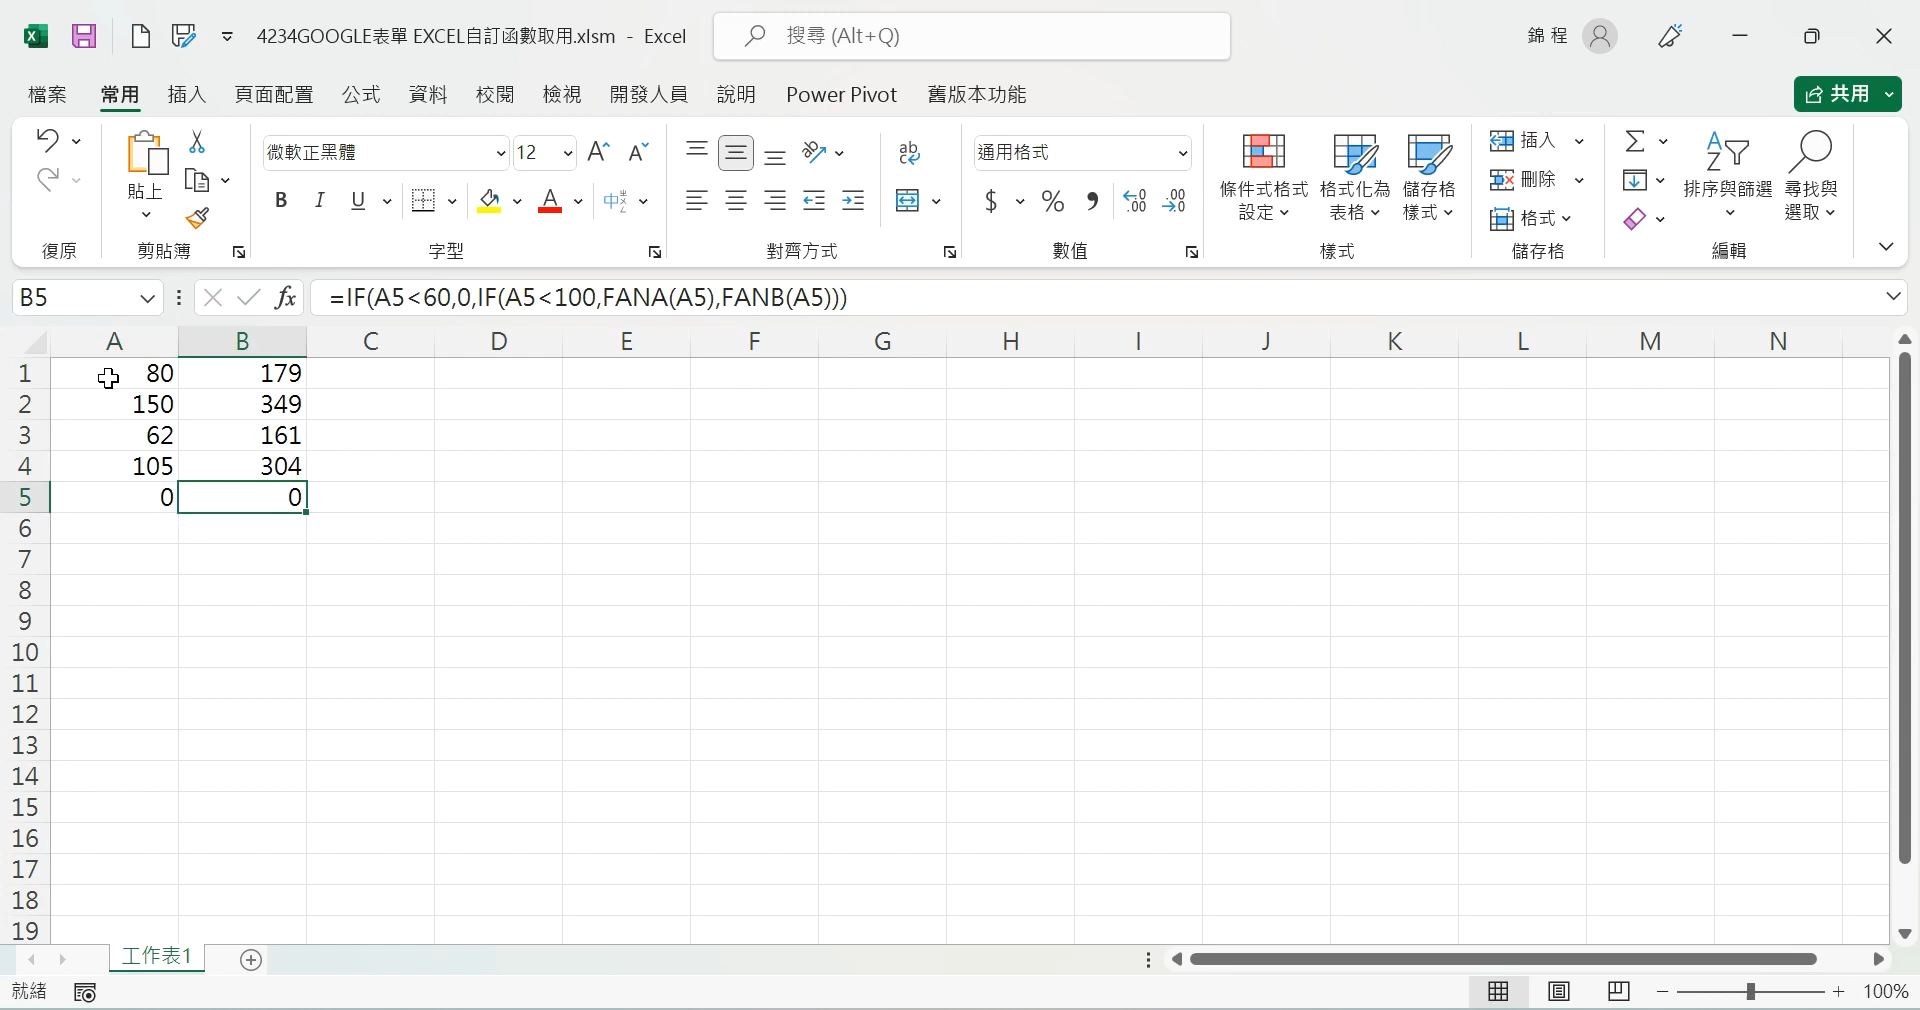 4234GOOGLE表單 EXCEL自訂函數取用.xlsm - Excel
搜尋 (Alt+Q)
錦 程
檔案 常用 插入 頁面配置 公式 資料 校閱 檢視 開發人員 說明 Power Pivot 舊版本功能
共用
微軟正黑體 12
通用格式
貼上
B I U
條件式格式設定
格式化為表格
儲存格樣式
插入
刪除
格式
排序與篩選
尋找與選取
復原 剪貼簿 字型 對齊方式 數值 樣式 儲存格 編輯
B5 fx =IF(A5<60,0,IF(A5<100,FANA(A5),FANB(A5)))
A B C D E F G H I J K L M N
1 80 179
2 150 349
3 62 161
4 105 304
5 0 0
6
7
8
9
10
11
12
13
14
15
16
17
18
19
工作表1
就緒
100%